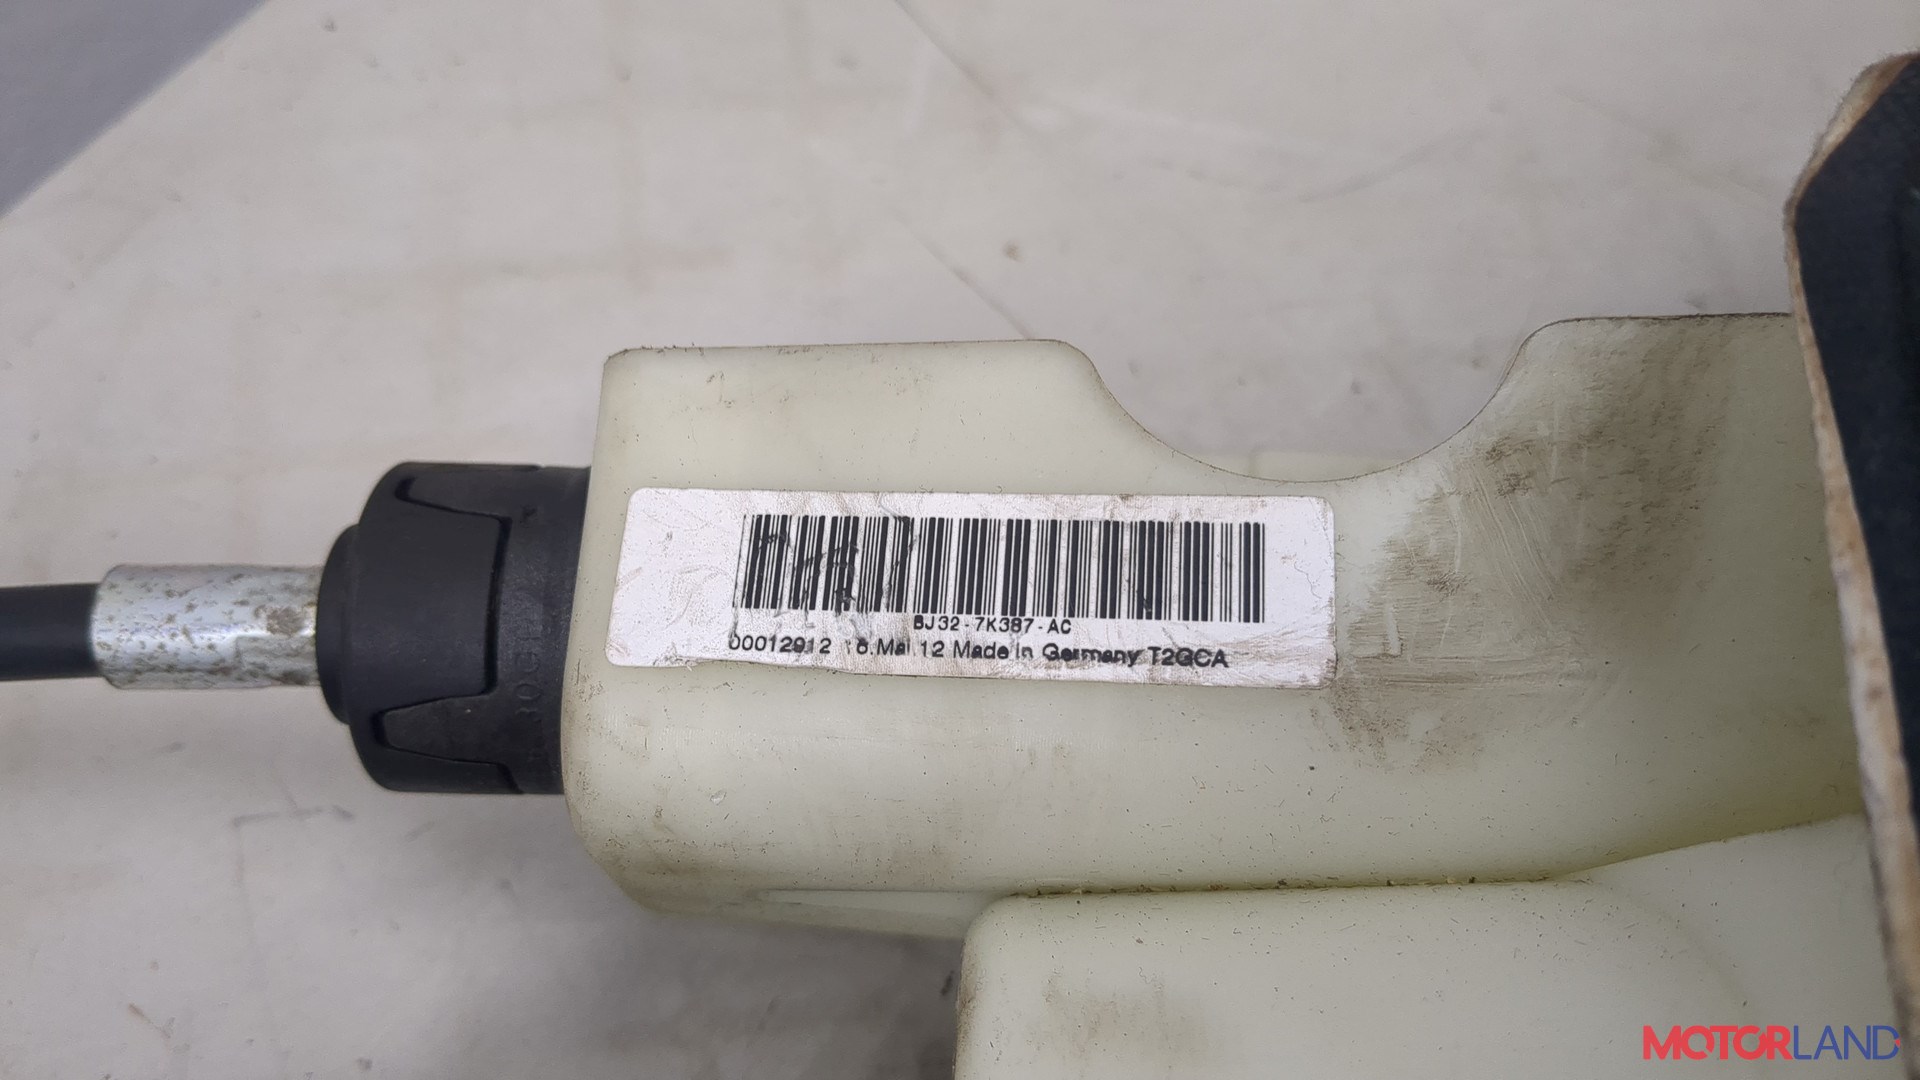 BJ32-7K387-AC
00012912 16.Mai.12 Made in Germany T2GCA
MOTORLAND